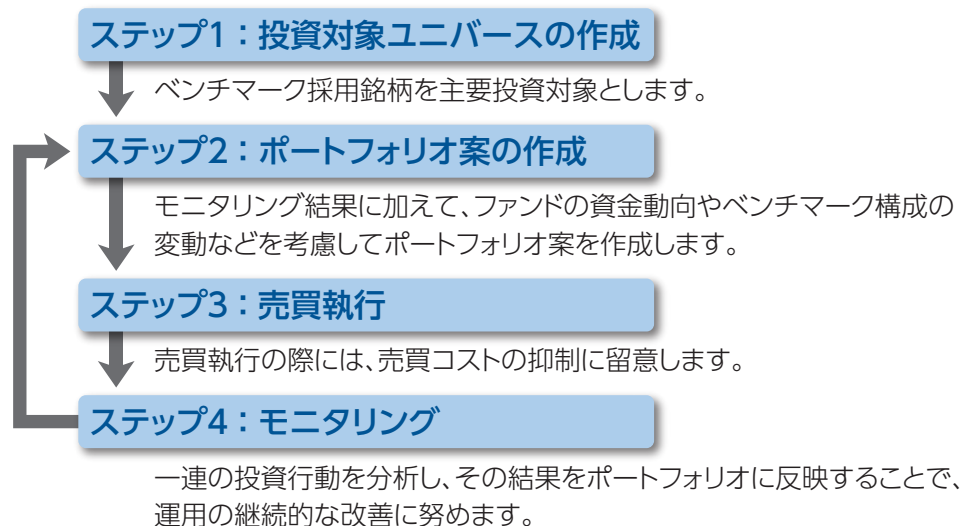 ステップ1：投資対象ユニバースの作成
ベンチマーク採用銘柄を主要投資対象とします。
ステップ2：ポートフォリオ案の作成
モニタリング結果に加えて、ファンドの資金動向やベンチマーク構成の
変動などを考慮してポートフォリオ案を作成します。
ステップ3：売買執行
売買執行の際には、売買コストの抑制に留意します。
ステップ4：モニタリング
一連の投資行動を分析し、その結果をポートフォリオに反映することで、
運用の継続的な改善に努めます。